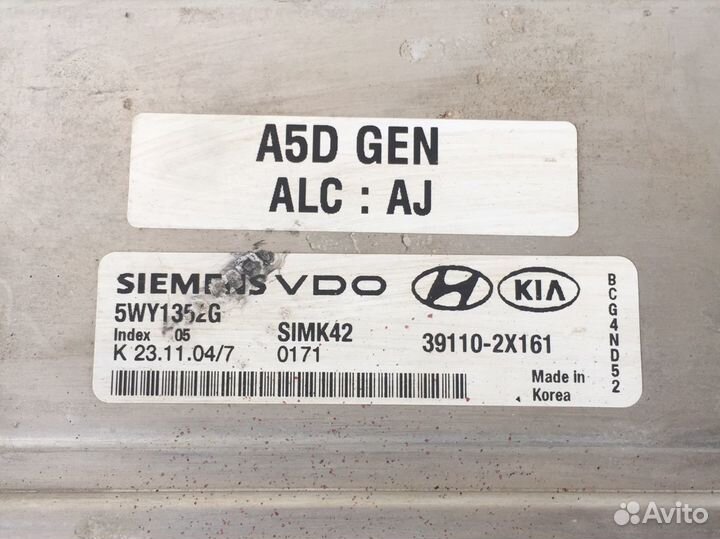 A5D GEN
ALC : AJ
SIEMENS VDO KIA
5WY1352G SIMK42 39110-2X161
Index 05
K 23.11.04/7 0171
Made in
Korea
BCG4ND52
Avito